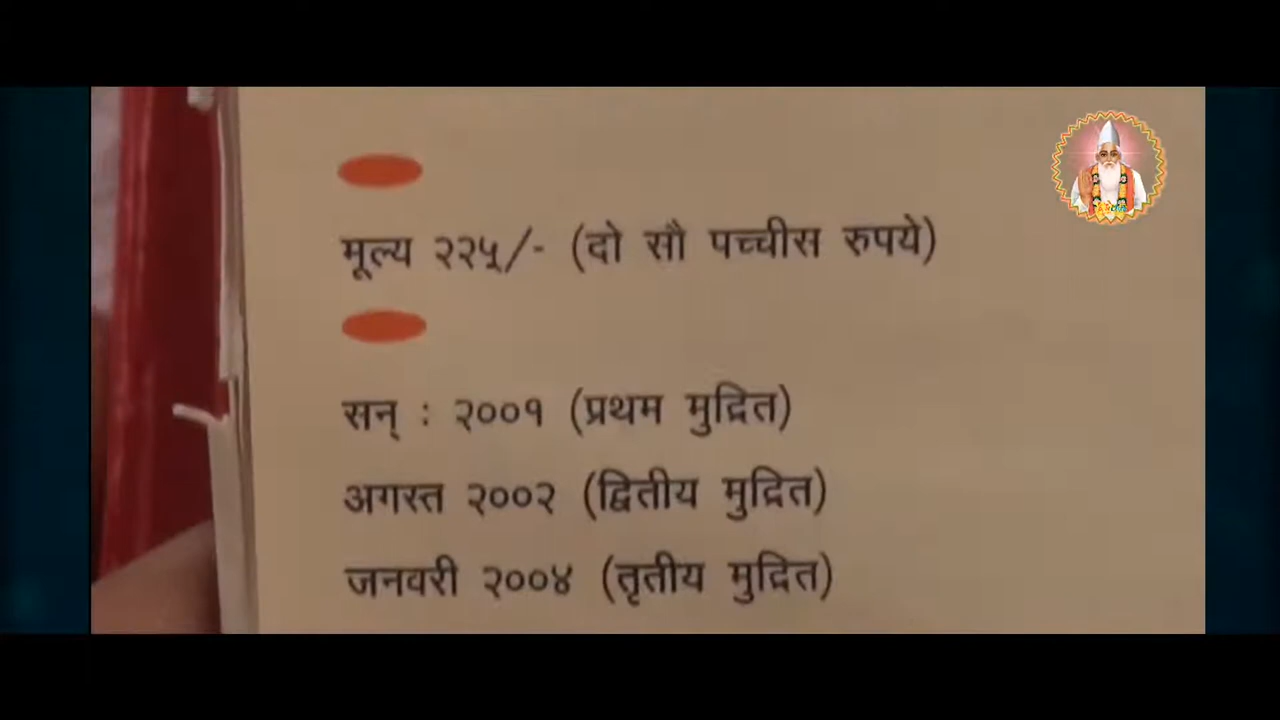 मूल्य २२५/- (दो सौ पच्चीस रुपये)
सन् : २००१ (प्रथम मुद्रित)
अगस्त २००२ (द्वितीय मुद्रित)
जनवरी २००४ (तृतीय मुद्रित)